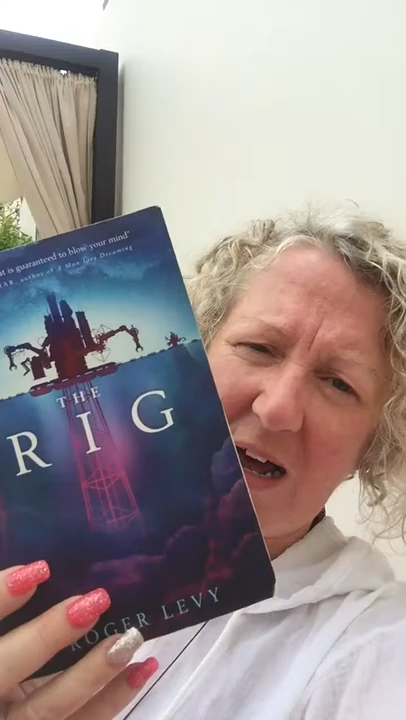 at is guaranteed to blow your mind"
AR, author of A Man Lies Dreaming
THE
RIG
ROGER LEVY